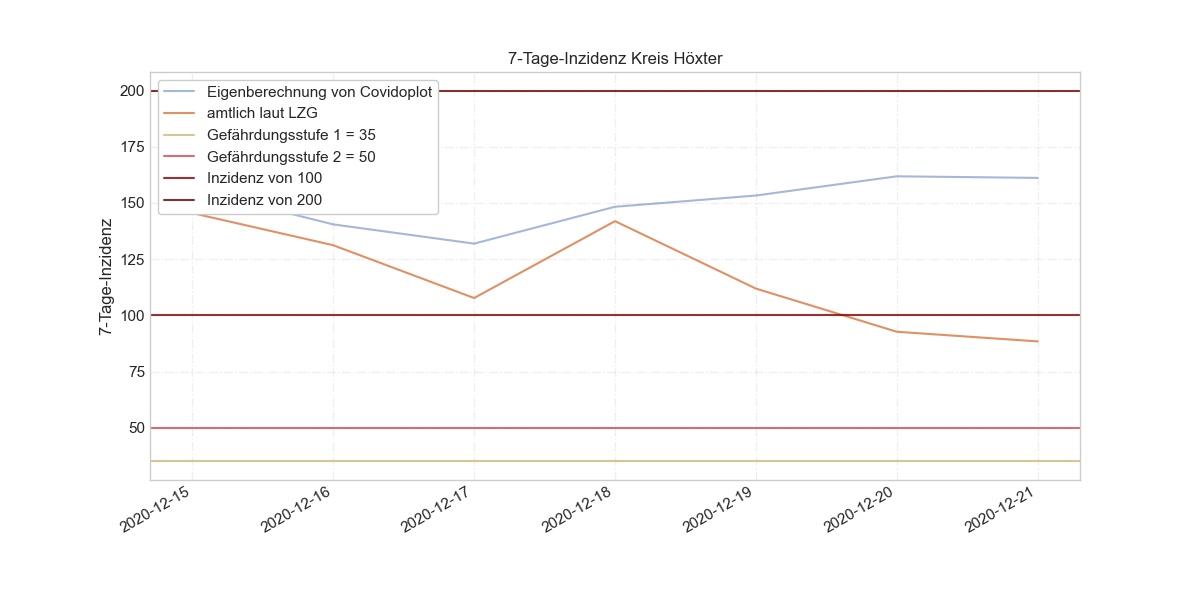 7-Tage-Inzidenz Kreis Höxter
Eigenberechnung von Covidoplot
amtlich laut LZG
Gefährdungsstufe 1 = 35
Gefährdungsstufe 2 = 50
Inzidenz von 100
Inzidenz von 200
7-Tage-Inzidenz
200
175
150
125
100
75
50
2020-12-15
2020-12-16
2020-12-17
2020-12-18
2020-12-19
2020-12-20
2020-12-21